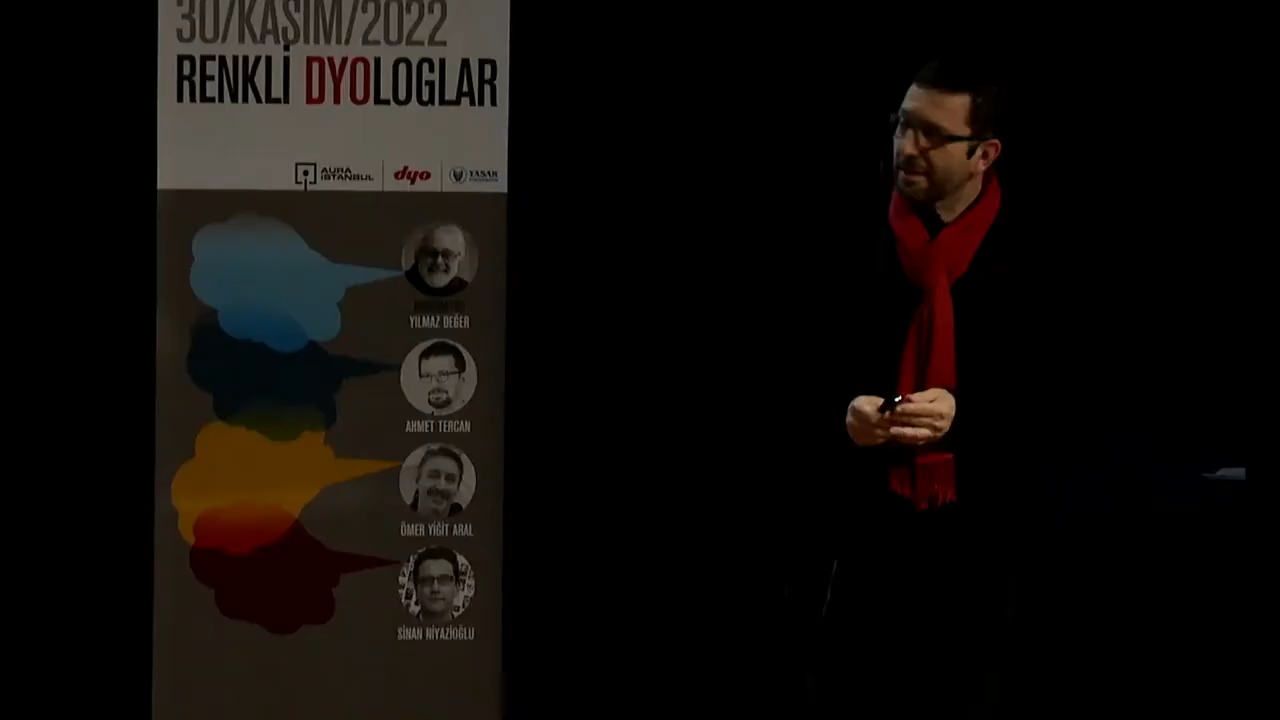 30/KASIM/2022
RENKLİ DYOLOGLAR
AURA
İSTANBUL
dyo
YAŞAR
YILMAZ DEĞER
AHMET TERCAN
ÖMER YİĞİT ARAL
SİNAN NİYAZİOĞLU